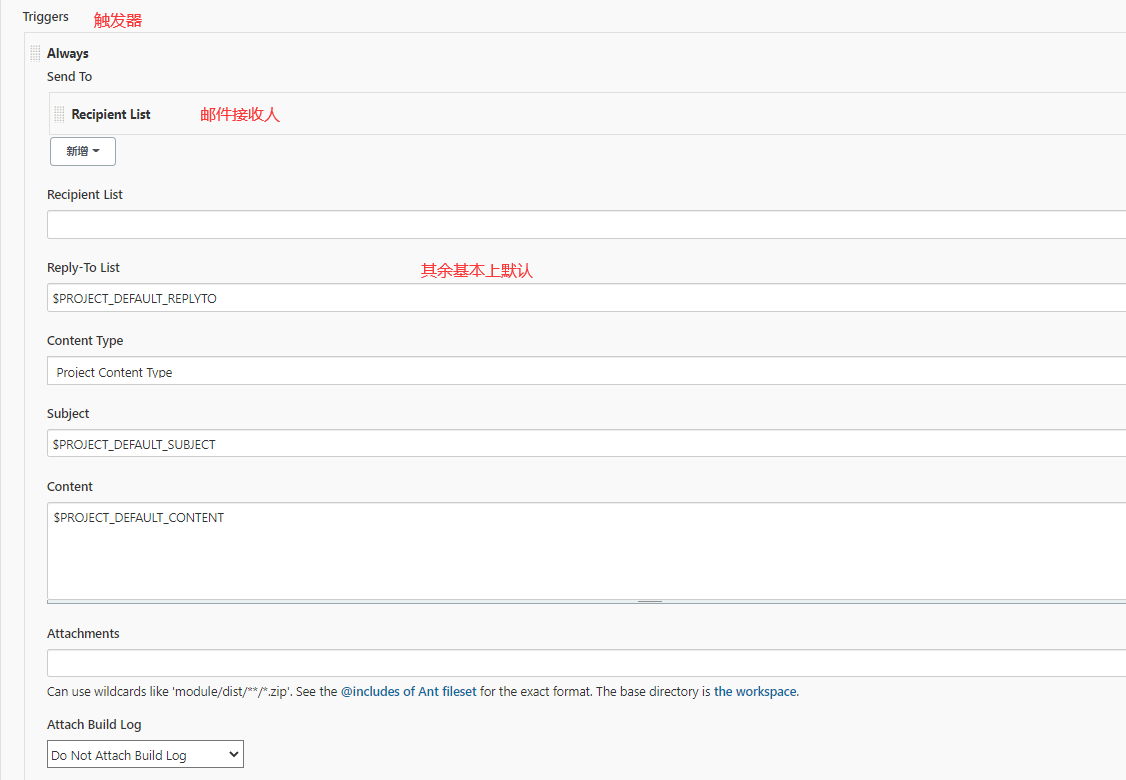 Triggers 触发器
Always
Send To
Recipient List 邮件接收人
新增
Recipient List
Reply-To List 其余基本上默认
$PROJECT_DEFAULT_REPLYTO
Content Type
Project Content Type
Subject
$PROJECT_DEFAULT_SUBJECT
Content
$PROJECT_DEFAULT_CONTENT
Attachments
Can use wildcards like 'module/dist/**/*.zip'. See the @includes of Ant fileset for the exact format. The base directory is the workspace.
Attach Build Log
Do Not Attach Build Log